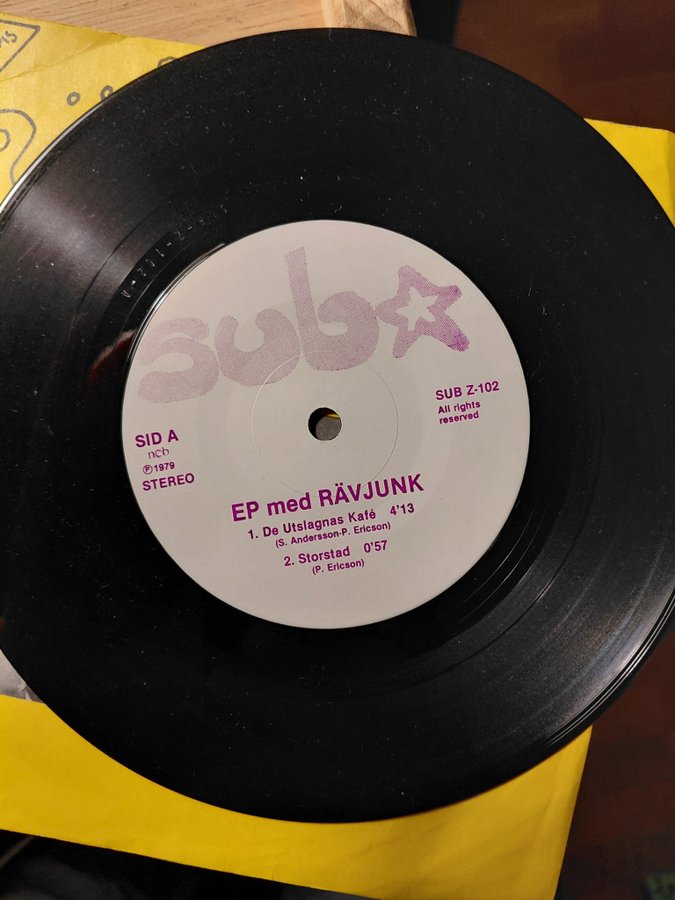 sub
SID A
ncb
Ⓟ 1979
STEREO
SUB Z-102
All rights
reserved
EP med RÄVJUNK
1. De Utslagnas Kafé 4'13
(S. Andersson-P. Ericson)
2. Storstad 0'57
(P. Ericson)